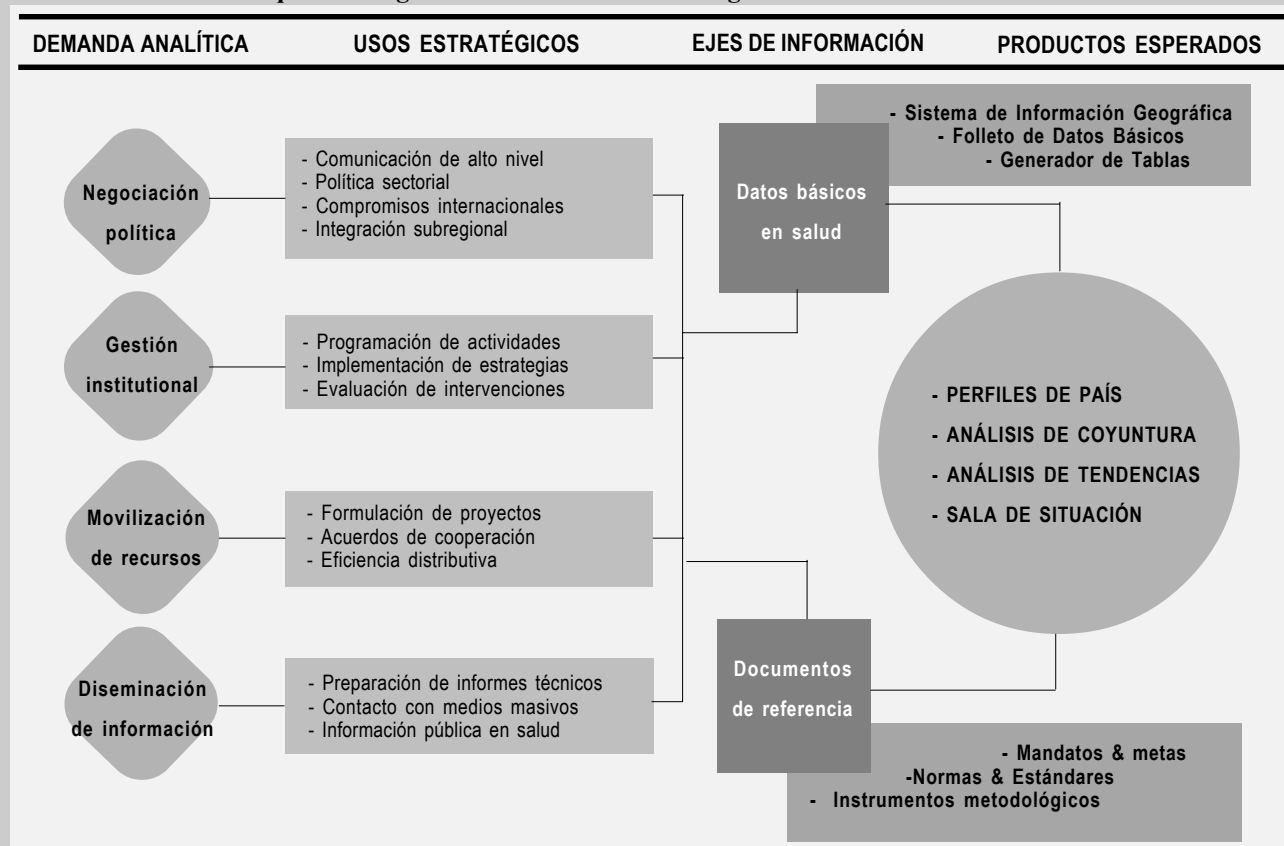 DEMANDA ANALÍTICA
USOS ESTRATÉGICOS
EJES DE INFORMACIÓN
PRODUCTOS ESPERADOS
Negociación
política
- Comunicación de alto nivel
- Política sectorial
- Compromisos internacionales
- Integración subregional
Gestión
institutional
- Programación de actividades
- Implementación de estrategias
- Evaluación de intervenciones
Movilización
de recursos
- Formulación de proyectos
- Acuerdos de cooperación
- Eficiencia distributiva
Diseminación
de información
- Preparación de informes técnicos
- Contacto con medios masivos
- Información pública en salud
Datos básicos
en salud
- Sistema de Información Geográfica
- Folleto de Datos Básicos
- Generador de Tablas
Documentos
de referencia
- Mandatos & metas
-Normas & Estándares
- Instrumentos metodológicos
- PERFILES DE PAÍS
- ANÁLISIS DE COYUNTURA
- ANÁLISIS DE TENDENCIAS
- SALA DE SITUACIÓN